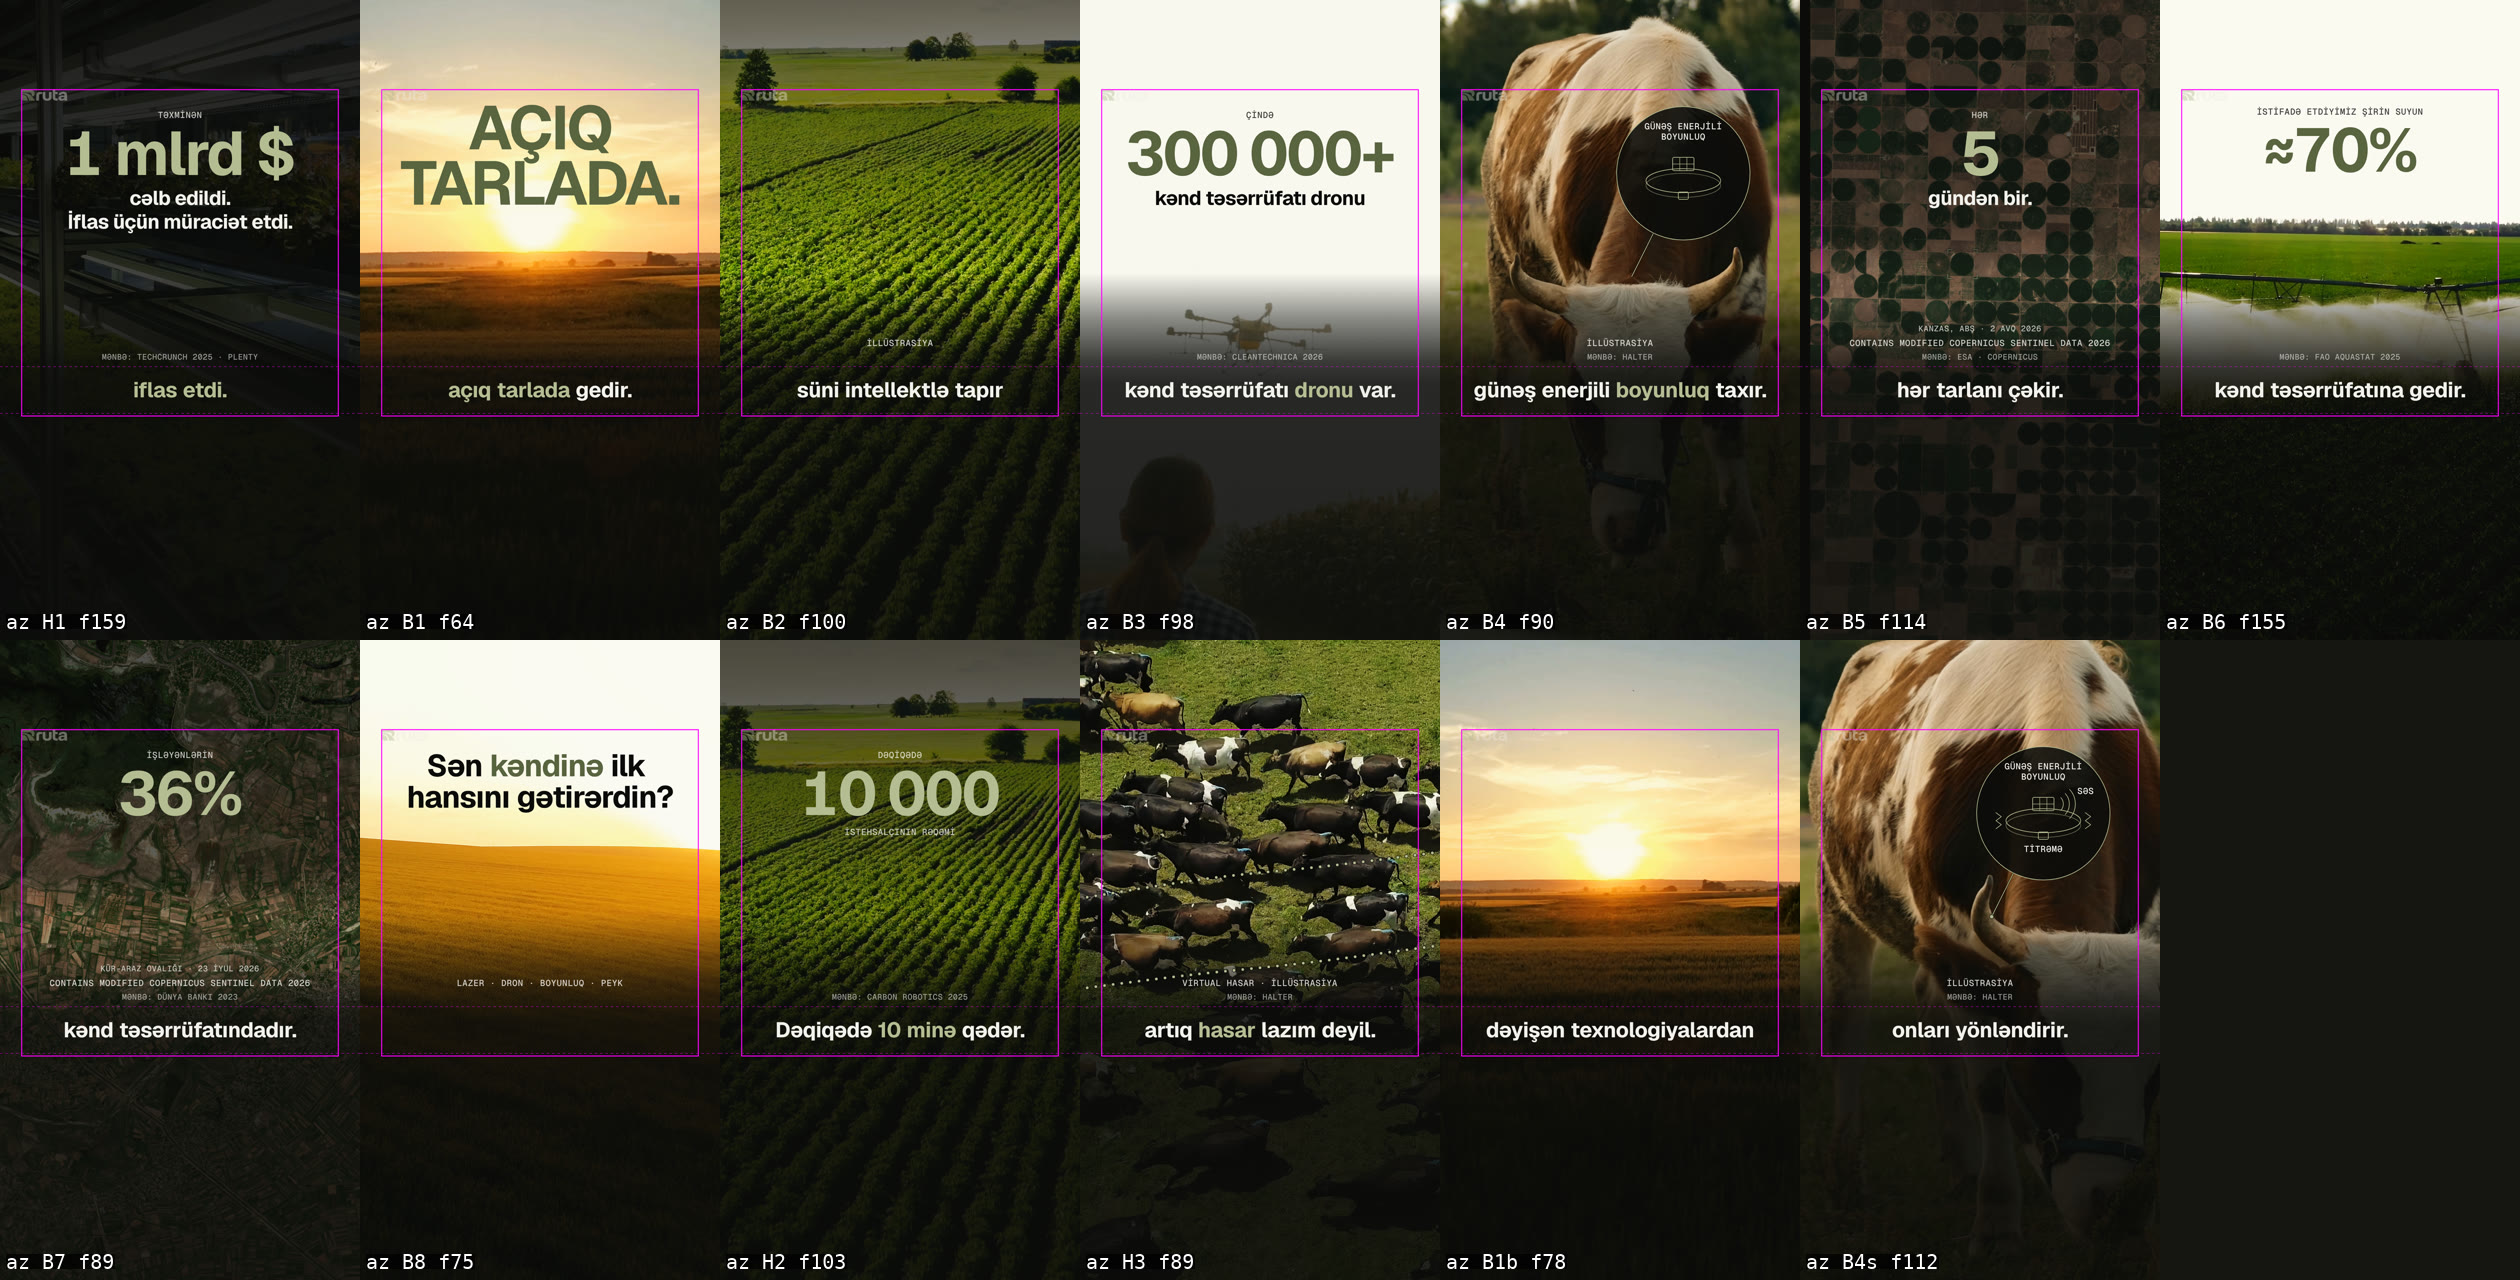 ruta
TƏXMİNƏN
1 mlrd $
cəlb edildi.
İflas üçün müraciət etdi.
MƏNBƏ: TECHCRUNCH 2025 · PLENTY
iflas etdi.
az H1 f159
AÇIQ
TARLADA.
açıq tarlada gedir.
az B1 f64
ruta
İLLÜSTRASİYA
süni intellektlə tapır
az B2 f100
ÇİNDƏ
300 000+
kənd təsərrüfatı dronu
MƏNBƏ: CLEANTECHNICA 2026
kənd təsərrüfatı dronu var.
az B3 f98
ruta
GÜNƏŞ ENERJİLİ
BOYUNLUQ
İLLÜSTRASİYA
MƏNBƏ: HALTER
günəş enerjili boyunluq taxır.
az B4 f90
ruta
HƏR
5
gündən bir.
KANZAS, ABŞ · 2 AVQ 2026
CONTAINS MODIFIED COPERNICUS SENTINEL DATA 2026
MƏNBƏ: ESA · COPERNICUS
hər tarlanı çəkir.
az B5 f114
İSTİFADƏ ETDİYİMİZ ŞİRİN SUYUN
≈70%
MƏNBƏ: FAO AQUASTAT 2025
kənd təsərrüfatına gedir.
az B6 f155
ruta
İŞLƏYƏNLƏRİN
36%
KÜR-ARAZ OVALIĞI · 23 İYUL 2026
CONTAINS MODIFIED COPERNICUS SENTINEL DATA 2026
MƏNBƏ: DÜNYA BANKI 2023
kənd təsərrüfatındadır.
az B7 f89
Sən kəndinə ilk
hansını gətirərdin?
LAZER · DRON · BOYUNLUQ · PEYK
az B8 f75
ruta
DƏQİQƏDƏ
10 000
İSTEHSALÇININ RƏQƏMİ
MƏNBƏ: CARBON ROBOTICS 2025
Dəqiqədə 10 minə qədər.
az H2 f103
ruta
VİRTUAL HASAR · İLLÜSTRASİYA
MƏNBƏ: HALTER
artıq hasar lazım deyil.
az H3 f89
ruta
dəyişən texnologiyalardan
az B1b f78
ruta
GÜNƏŞ ENERJİLİ
BOYUNLUQ
SƏS
TİTRƏMƏ
İLLÜSTRASİYA
MƏNBƏ: HALTER
onları yönləndirir.
az B4s f112